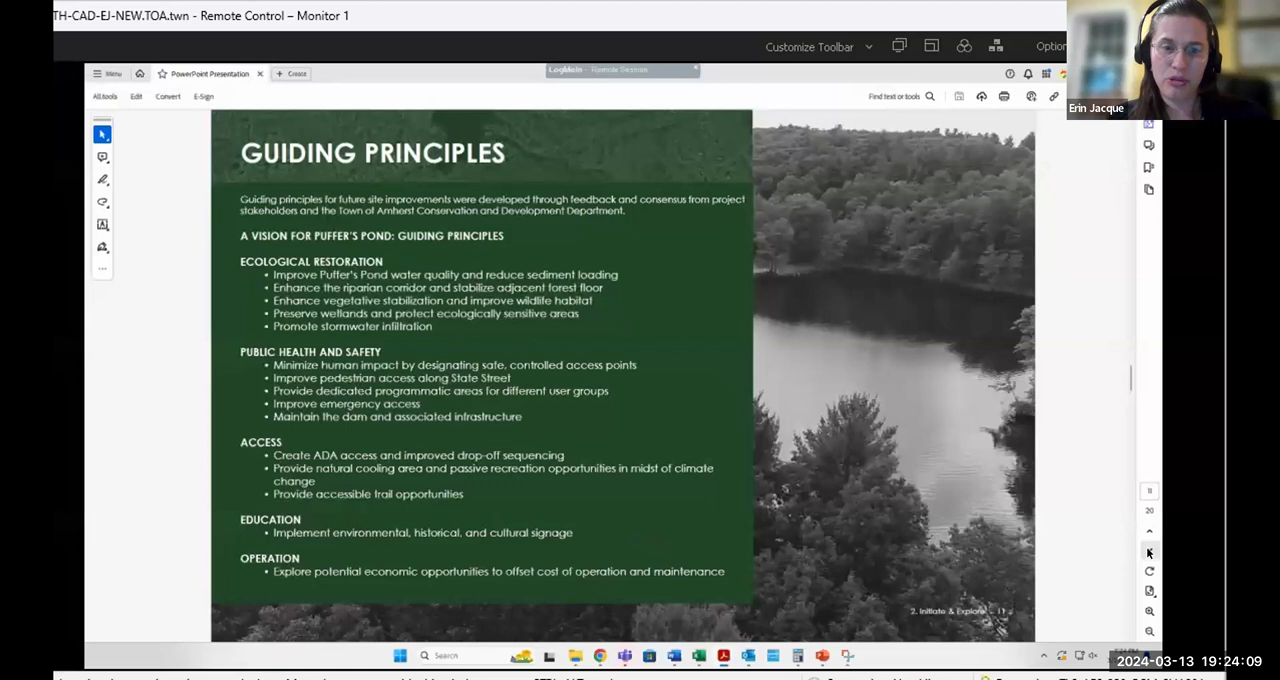 TH-CAD-EJ-NEW.TOA.twn - Remote Control – Monitor 1
Customize Toolbar
Menu
PowerPoint Presentation
Create
LogMeIn - Remote Session
All tools Edit Convert E-Sign
Find text or tools
Erin Jacque
GUIDING PRINCIPLES
Guiding principles for future site improvements were developed through feedback and consensus from project
stakeholders and the Town of Amherst Conservation and Development Department.
A VISION FOR PUFFER'S POND: GUIDING PRINCIPLES
ECOLOGICAL RESTORATION
• Improve Puffer's Pond water quality and reduce sediment loading
• Enhance the riparian corridor and stabilize adjacent forest floor
• Enhance vegetative stabilization and improve wildlife habitat
• Preserve wetlands and protect ecologically sensitive areas
• Promote stormwater infiltration
PUBLIC HEALTH AND SAFETY
• Minimize human impact by designating safe, controlled access points
• Improve pedestrian access along State Street
• Provide dedicated programmatic areas for different user groups
• Improve emergency access
• Maintain the dam and associated infrastructure
ACCESS
• Create ADA access and improved drop-off sequencing
• Provide natural cooling area and passive recreation opportunities in midst of climate
change
• Provide accessible trail opportunities
EDUCATION
• Implement environmental, historical, and cultural signage
OPERATION
• Explore potential economic opportunities to offset cost of operation and maintenance
2. Initiate & Explore - 11
11
20
Search
2024-03-13 19:24:09